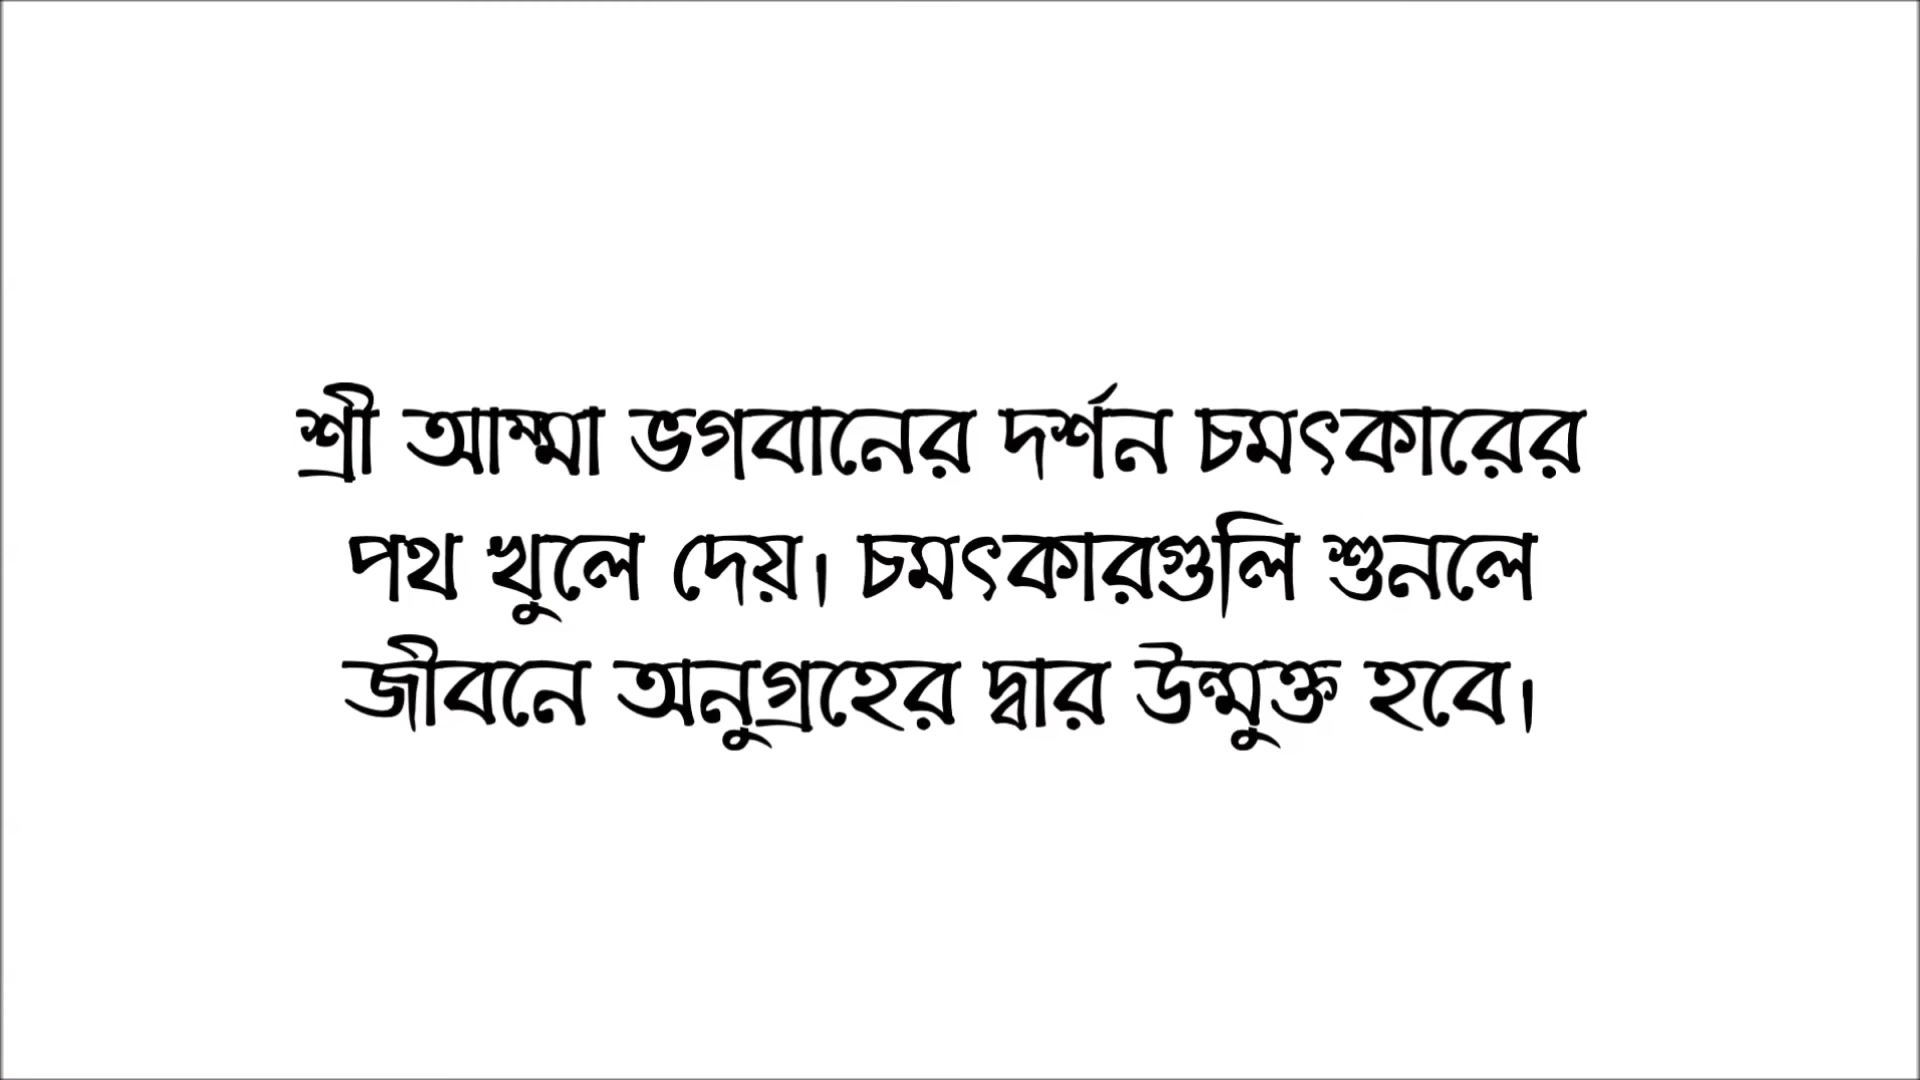 শ্রী আম্মা ভগবানের দর্শন চমৎকারের
পথ খুলে দেয়। চমৎকারগুলি শুনলে
জীবনে অনুগ্রহের দ্বার উন্মুক্ত হবে।